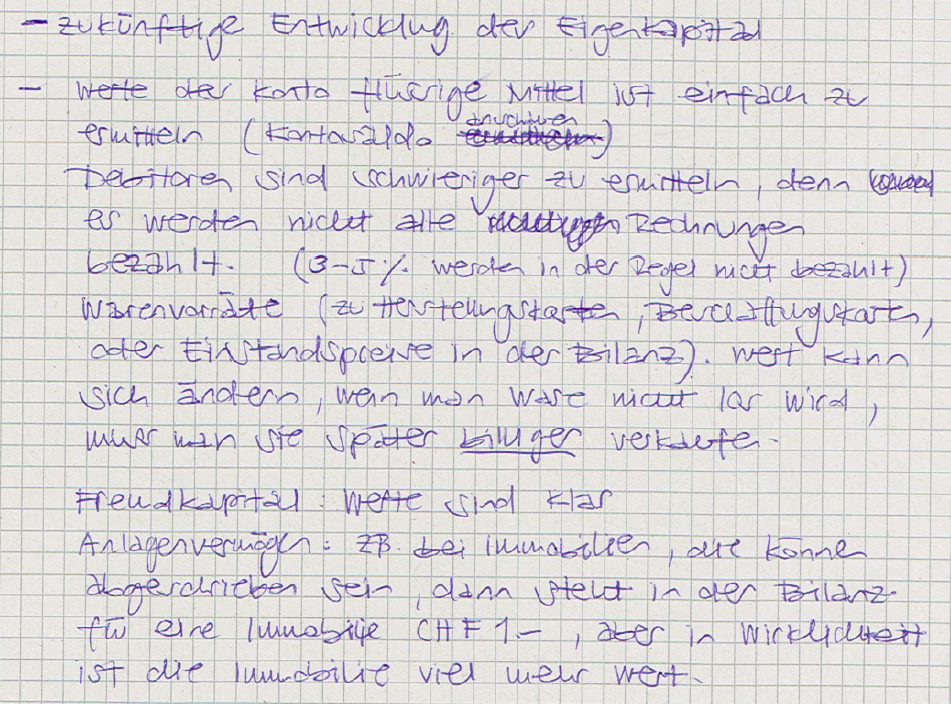 - zukünftige Entwicklug der Eigenkapital
- Werte der Konto flüssige Mittel ist einfach zu
anschauen
ermitteln (Kontosaldo)
Debitoren sind schwieriger zu ermitteln, denn
es werden nicht alle Rechnungen
bezahlt. (3-5% werden in der Regel nicht bezahlt)
Warenvorräte (zu Herstellungskosten, Beschaffungskosten,
oder Einstandspreise in der Bilanz). Wert kann
sich ändern, wenn man Ware nicht los wird,
muss man sie später billiger verkaufen.
Fremdkapital: Werte sind klar
Anlagenvermögen: ZB. bei Immobilien, die könne
abgeschrieben sein, dann steht in der Bilanz
für eine Immobilie CHF 1.-, aber in Wirklichkeit
ist die Immobilie viel mehr wert.